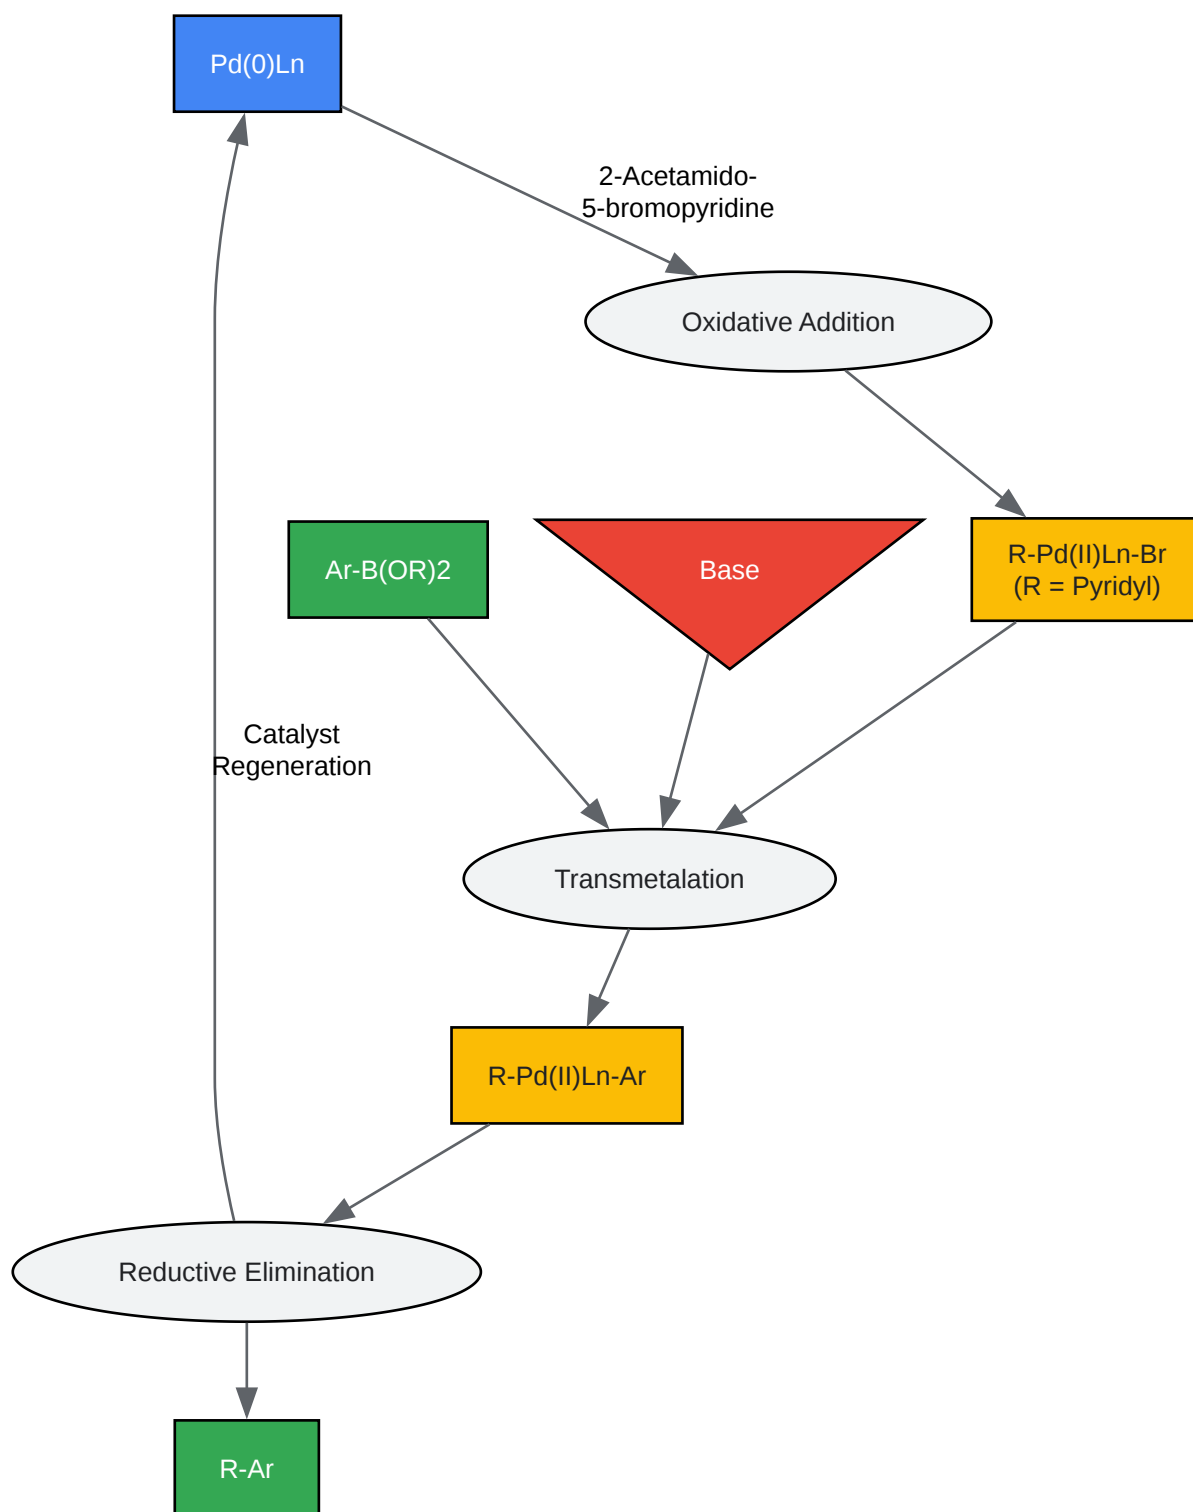 Pd(0)Ln
2-Acetamido-
5-bromopyridine
Oxidative Addition
Ar-B(OR)2
Base
R-Pd(II)Ln-Br
(R = Pyridyl)
Catalyst
Regeneration
Transmetalation
R-Pd(II)Ln-Ar
Reductive Elimination
R-Ar